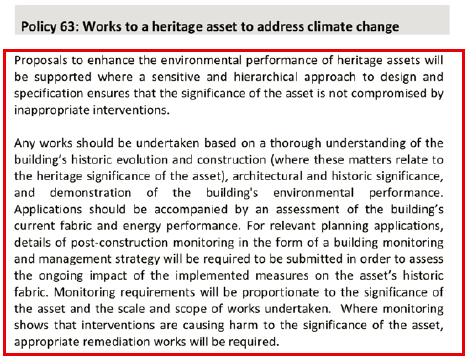 Policy 63: Works to a heritage asset to address climate change
Proposals to enhance the environmental performance of heritage assets will
be supported where a sensitive and hierarchical approach to design and
specification ensures that the significance of the asset is not compromised by
inappropriate interventions.
Any works should be undertaken based on a thorough understanding of the
building's historic evolution and construction (where these matters relate to
the heritage significance of the asset), architectural and historic significance,
and demonstration of the building's environmental performance.
Applications should be accompanied by an assessment of the building's
current fabric and energy performance. For relevant planning applications,
details of post-construction monitoring in the form of a building monitoring
and management strategy will be required to be submitted in order to assess
the ongoing impact of the implemented measures on the asset's historic
fabric. Monitoring requirements will be proportionate to the significance of
the asset and the scale and scope of works undertaken. Where monitoring
shows that interventions are causing harm to the significance of the asset,
appropriate remediation works will be required.